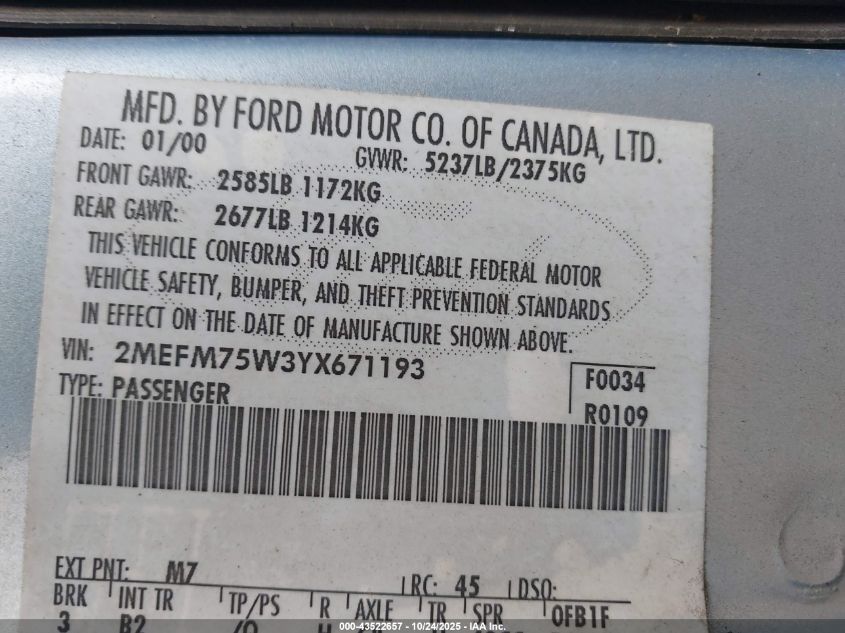 MFD. BY FORD MOTOR CO. OF CANADA, LTD.
DATE: 01/00 GVWR: 5237LB/2375KG
FRONT GAWR: 2585LB 1172KG
REAR GAWR: 2677LB 1214KG
THIS VEHICLE CONFORMS TO ALL APPLICABLE FEDERAL MOTOR
VEHICLE SAFETY, BUMPER, AND THEFT PREVENTION STANDARDS
IN EFFECT ON THE DATE OF MANUFACTURE SHOWN ABOVE.
VIN: 2MEFM75W3YX671193
F0034
TYPE: PASSENGER
R0109
EXT PNT: M7 RC: 45 DSO:
BRK INT TR TP/PS R AXLE TR SPR 0FB1F
3 B2
000-43522657 - 10/24/2025 - IAA, Inc.